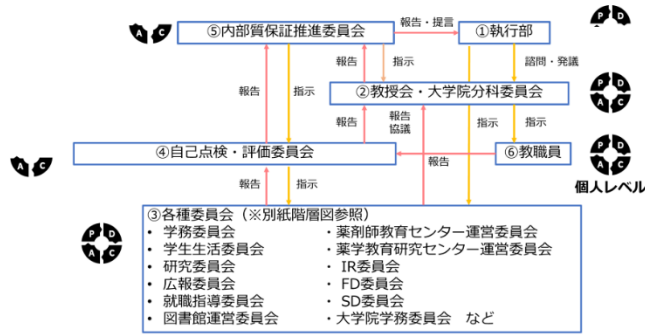 ⑤内部質保証推進委員会
報告・提言
①執行部
A C
P D
報告
指示
報告
指示
諮問・発議
②教授会・大学院分科委員会
P D
A C
報告
報告
協議
指示
指示
④自己点検・評価委員会
⑥教職員
A C
P D
A C
個人レベル
報告
指示
報告
③各種委員会（※別紙階層図参照）
P D
A C
• 学務委員会 ・薬剤師教育センター運営委員会
• 学生生活委員会 ・薬学教育研究センター運営委員会
• 研究委員会 ・ IR委員会
• 広報委員会 ・ FD委員会
• 就職指導委員会 ・ SD委員会
• 図書館運営委員会 ・大学院学務委員会 など